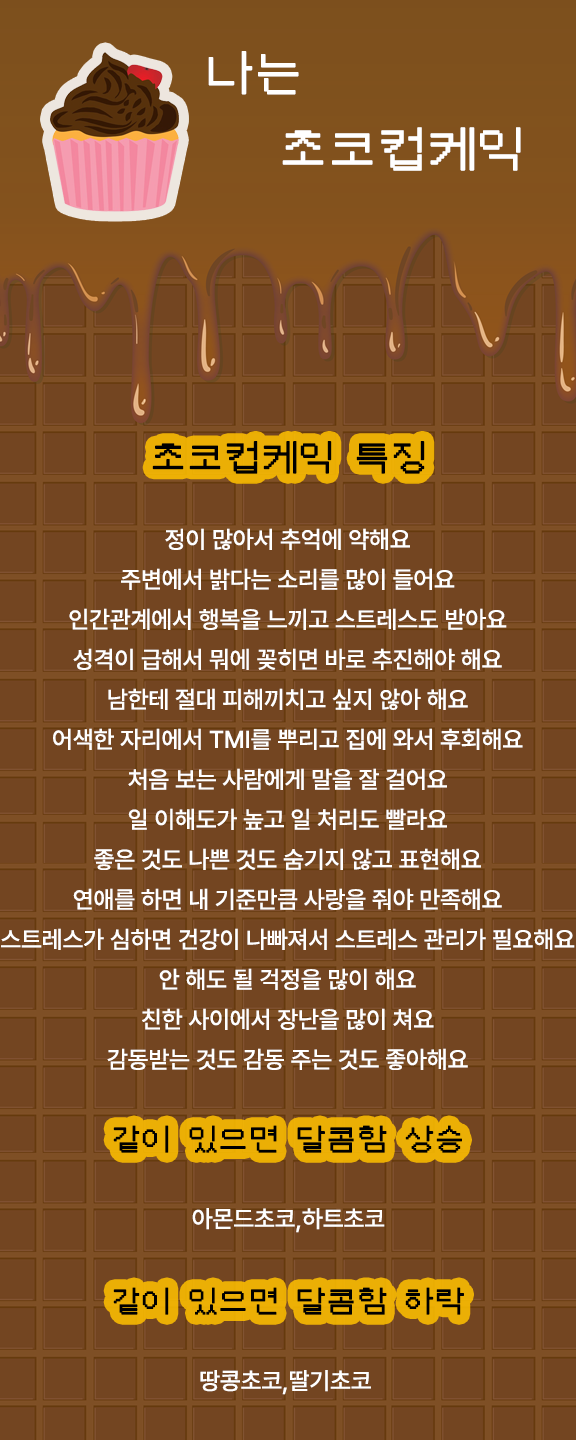 나는
초코컵케익
초코컵케익 특징
정이 많아서 추억에 약해요
주변에서 밝다는 소리를 많이 들어요
인간관계에서 행복을 느끼고 스트레스도 받아요
성격이 급해서 뭐에 꽂히면 바로 추진해야 해요
남한테 절대 피해끼치고 싶지 않아 해요
어색한 자리에서 TMI를 뿌리고 집에 와서 후회해요
처음 보는 사람에게 말을 잘 걸어요
일 이해도가 높고 일 처리도 빨라요
좋은 것도 나쁜 것도 숨기지 않고 표현해요
연애를 하면 내 기준만큼 사랑을 줘야 만족해요
스트레스가 심하면 건강이 나빠져서 스트레스 관리가 필요해요
안 해도 될 걱정을 많이 해요
친한 사이에서 장난을 많이 쳐요
감동받는 것도 감동 주는 것도 좋아해요
같이 있으면 달콤함 상승
아몬드초코,하트초코
같이 있으면 달콤함 하락
땅콩초코,딸기초코